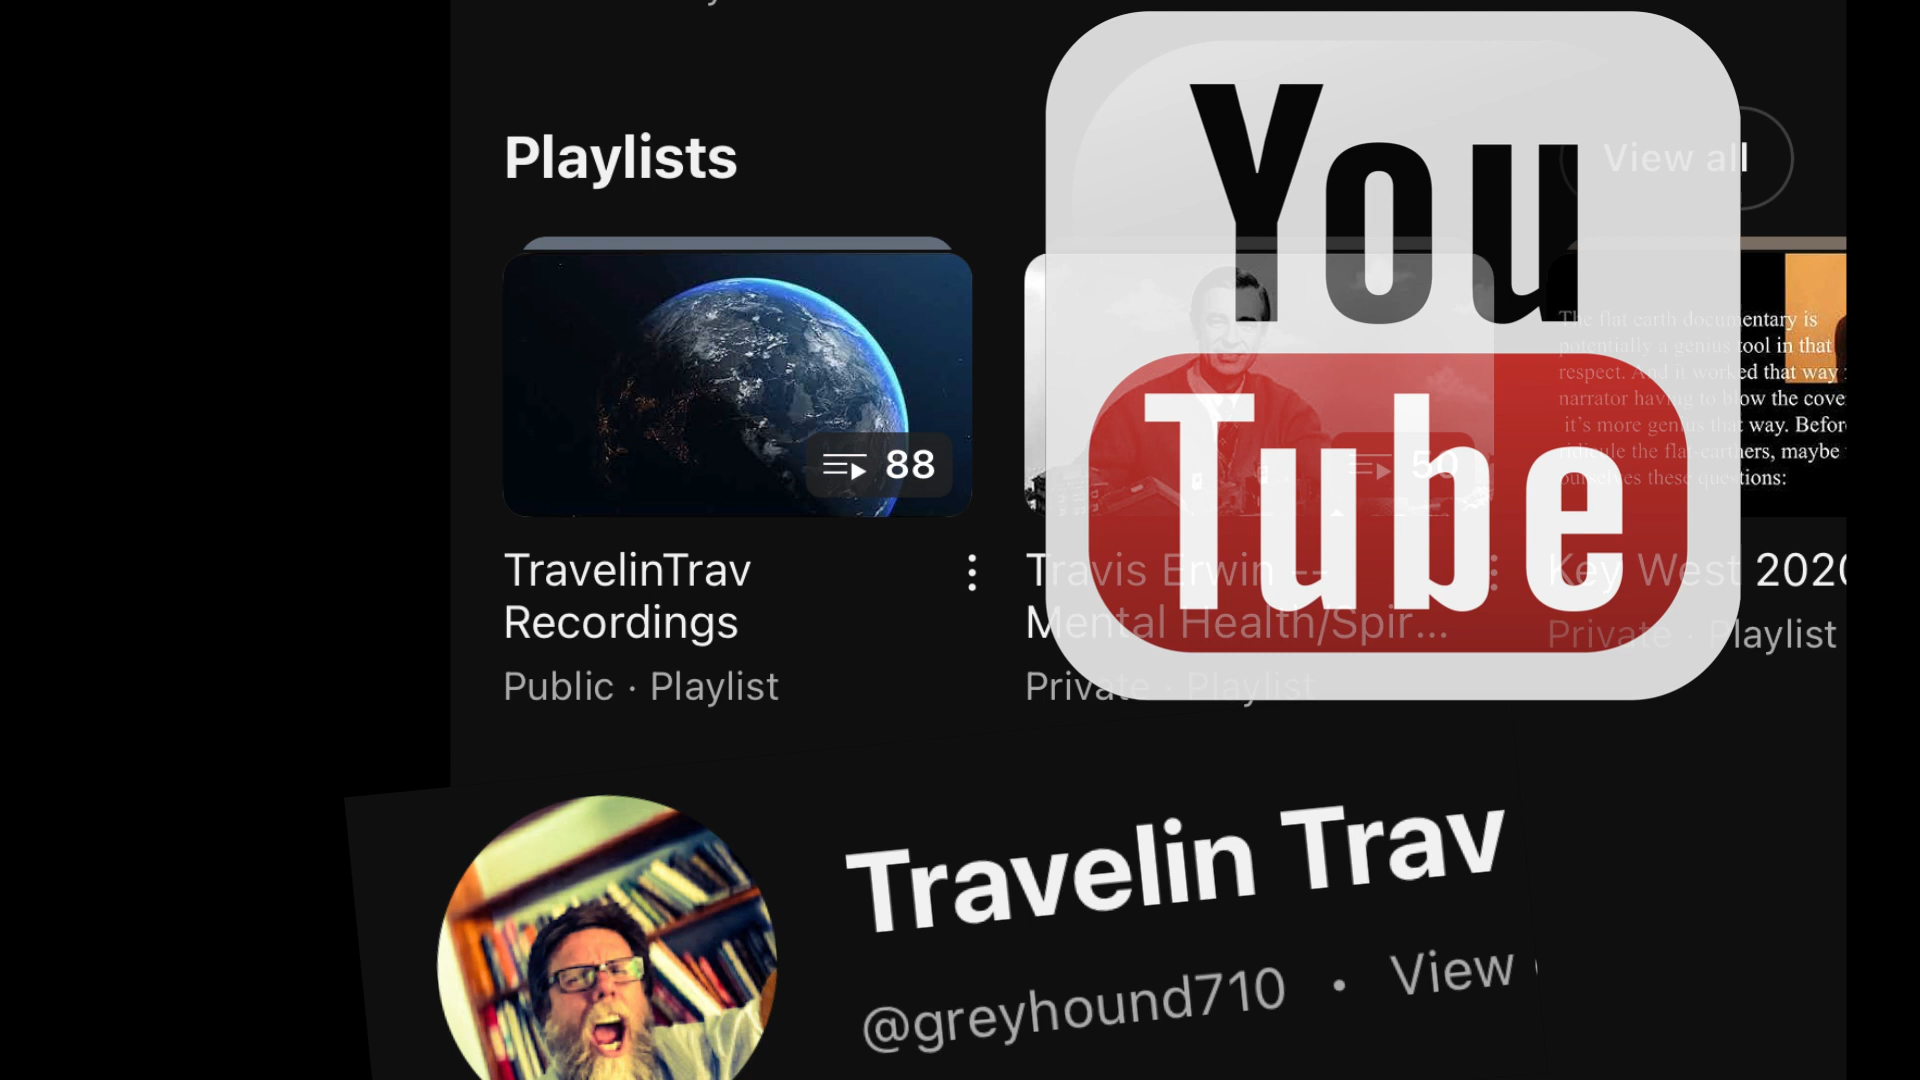 Playlists
View all
You
Tube
88
50
The flat earth documentary is
potentially a genius tool in that
respect. And it worked that way
narrator having to blow the cove
it's more genius that way. Befor
ridicule the flat-earthers, maybe
ourselves these questions:
TravelinTrav
Recordings
Public · Playlist
Travis Erwin --
Mental Health/Spir...
Private · Playlist
Key West 2020
Private · Playlist
Travelin Trav
@greyhound710 • View